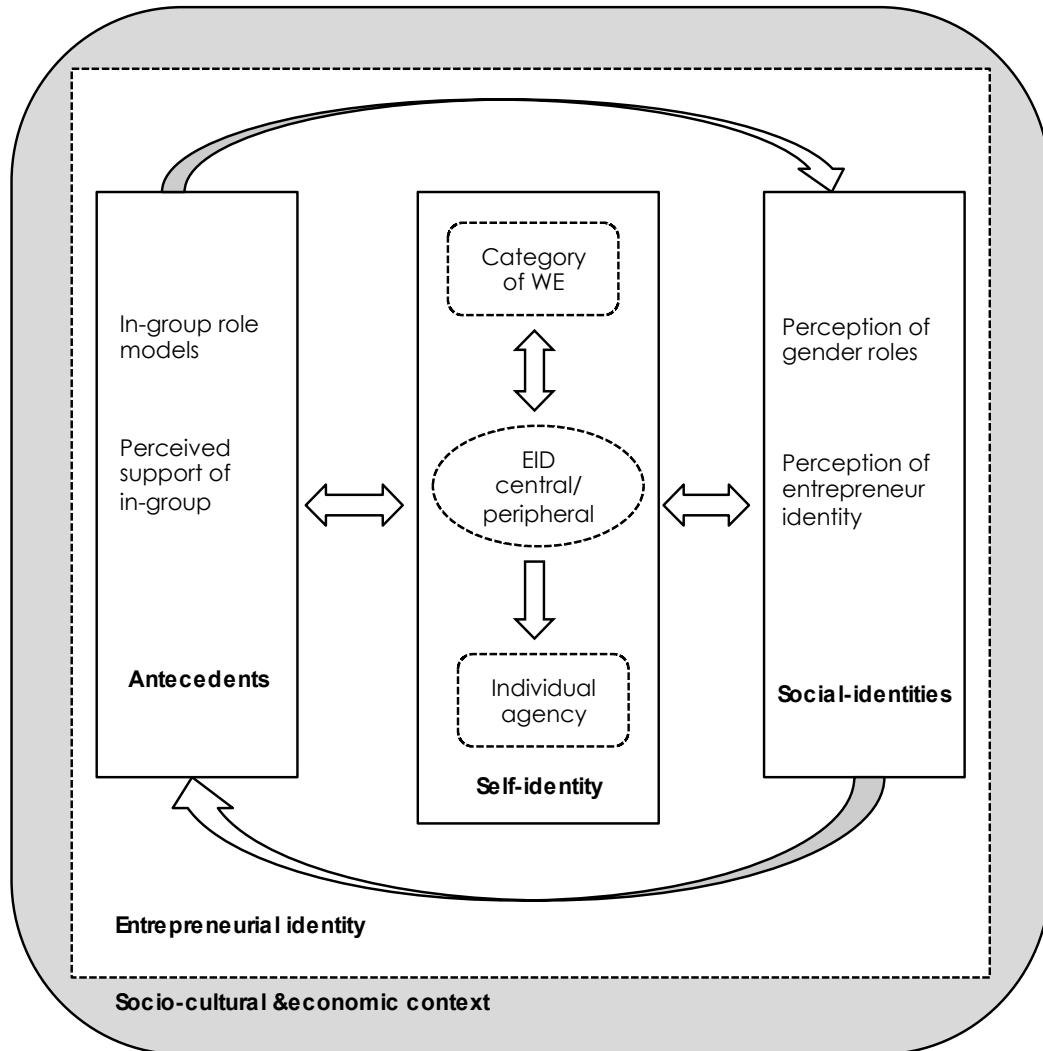 In-group role
models
Perceived
support of
in-group
Antecedents
Category
of WE
EID
central/
peripheral
Individual
agency
Self-identity
Perception of
gender roles
Perception of
entrepreneur
identity
Social-identities
Entrepreneurial identity
Socio-cultural &economic context